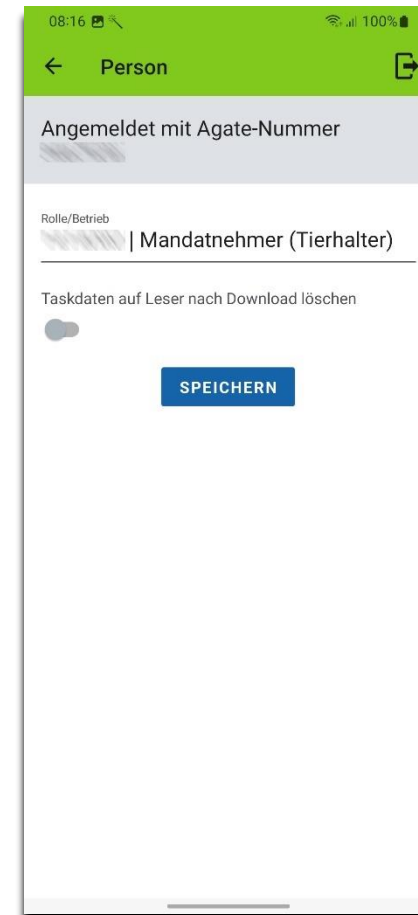 08:16 100%
Person
Angemeldet mit Agate-Nummer
Rolle/Betrieb
| Mandatnehmer (Tierhalter)
Taskdaten auf Leser nach Download löschen
SPEICHERN